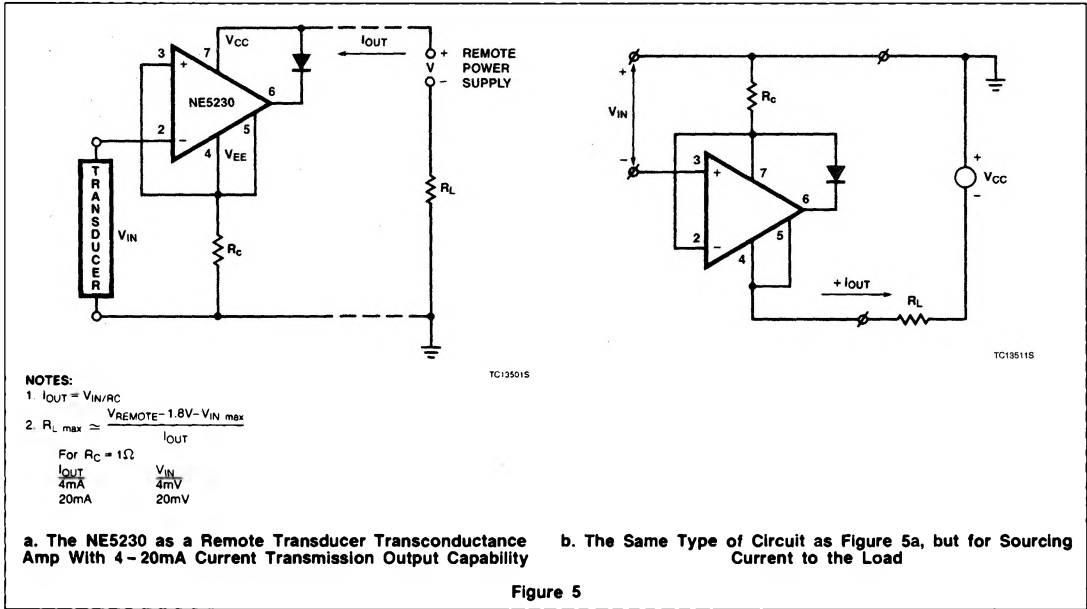 VCC
IOUT
+ REMOTE
V POWER
− SUPPLY
3
+
7
NE5230
6
2
−
5
4
VEE
TRANSDUCER
VIN
RC
RL
TC13501S
+
VIN
−
RC
3
+
7
6
2
−
5
4
+
VCC
−
+ IOUT
RL
TC13511S
NOTES:
1. IOUT = VIN/RC
2. RL max ≃ VREMOTE − 1.8V − VIN max
IOUT
For RC = 1Ω
IOUT VIN
4mA 4mV
20mA 20mV
a. The NE5230 as a Remote Transducer Transconductance
Amp With 4 – 20mA Current Transmission Output Capability
b. The Same Type of Circuit as Figure 5a, but for Sourcing
Current to the Load
Figure 5